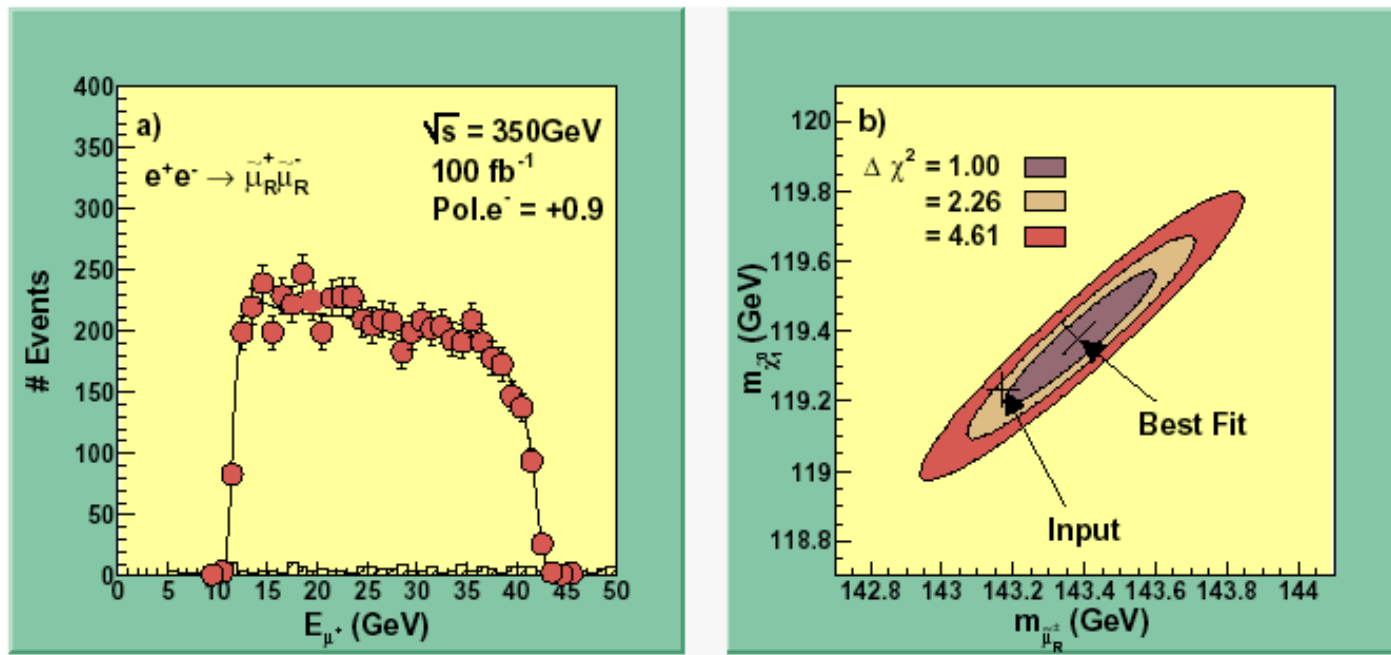 a)
√s = 350GeV
e⁺e⁻ → μ̃⁺_R μ̃⁻_R
100 fb⁻¹
Pol.e⁻ = +0.9
# Events
400
350
300
250
200
150
100
50
0
0 5 10 15 20 25 30 35 40 45 50
E_μ⁺ (GeV)
b)
Δ χ² = 1.00
= 2.26
= 4.61
m_χ̃⁰₁ (GeV)
120
119.8
119.6
119.4
119.2
119
118.8
Best Fit
Input
142.8 143 143.2 143.4 143.6 143.8 144
m_μ̃_R^± (GeV)